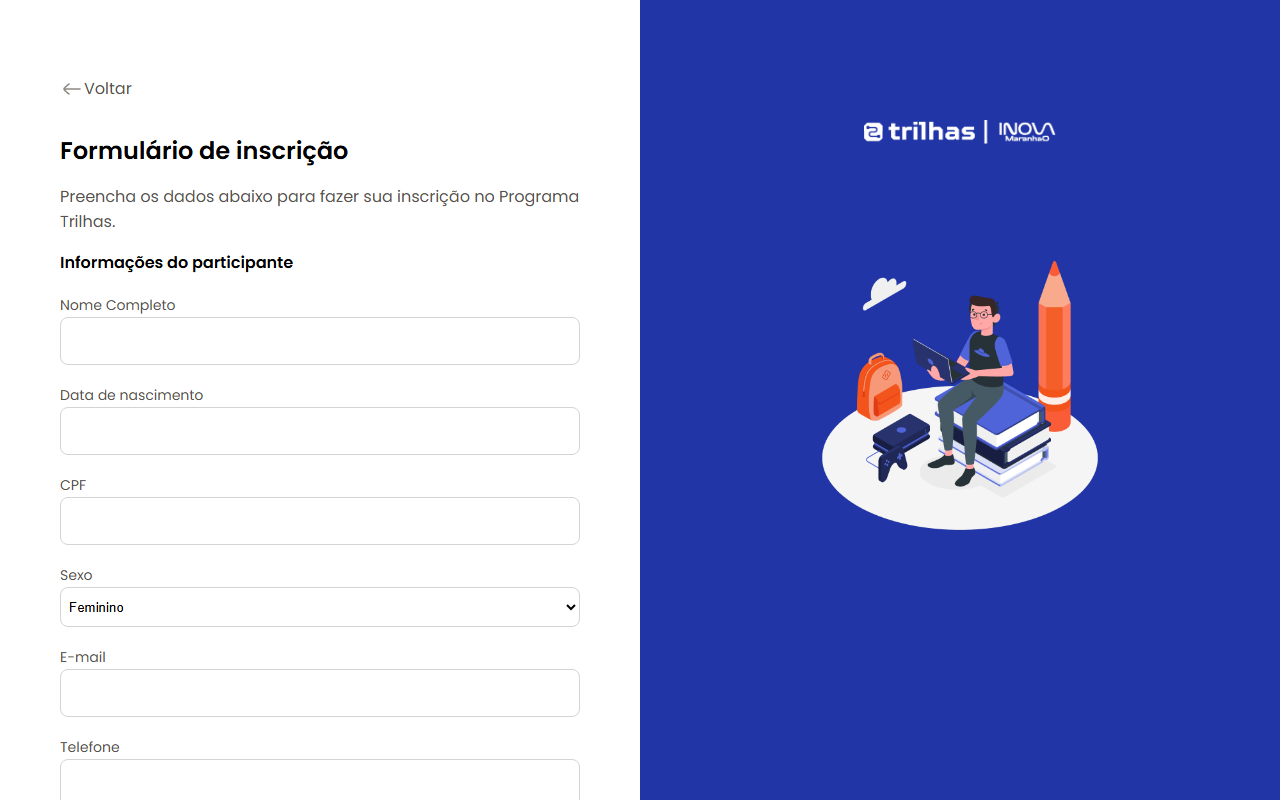 Voltar
Formulário de inscrição
Preencha os dados abaixo para fazer sua inscrição no Programa
Trilhas.
Informações do participante
Nome Completo
Data de nascimento
CPF
Sexo
Feminino
E-mail
Telefone
trilhas | INOVA
MaranhaO